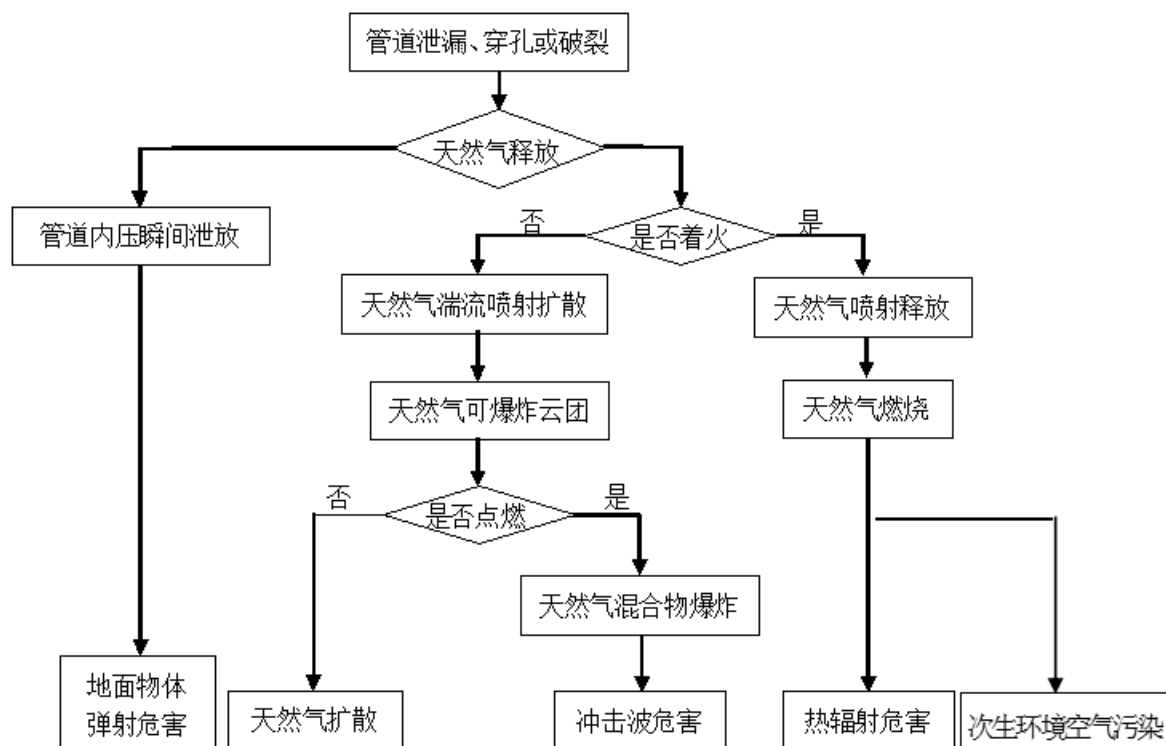 管道泄漏、穿孔或破裂
天然气释放
管道内压瞬间泄放
否
是否着火
是
天然气湍流喷射扩散
天然气喷射释放
天然气可爆炸云团
天然气燃烧
否
是否点燃
是
天然气混合物爆炸
地面物体
弹射危害
天然气扩散
冲击波危害
热辐射危害
次生环境空气污染